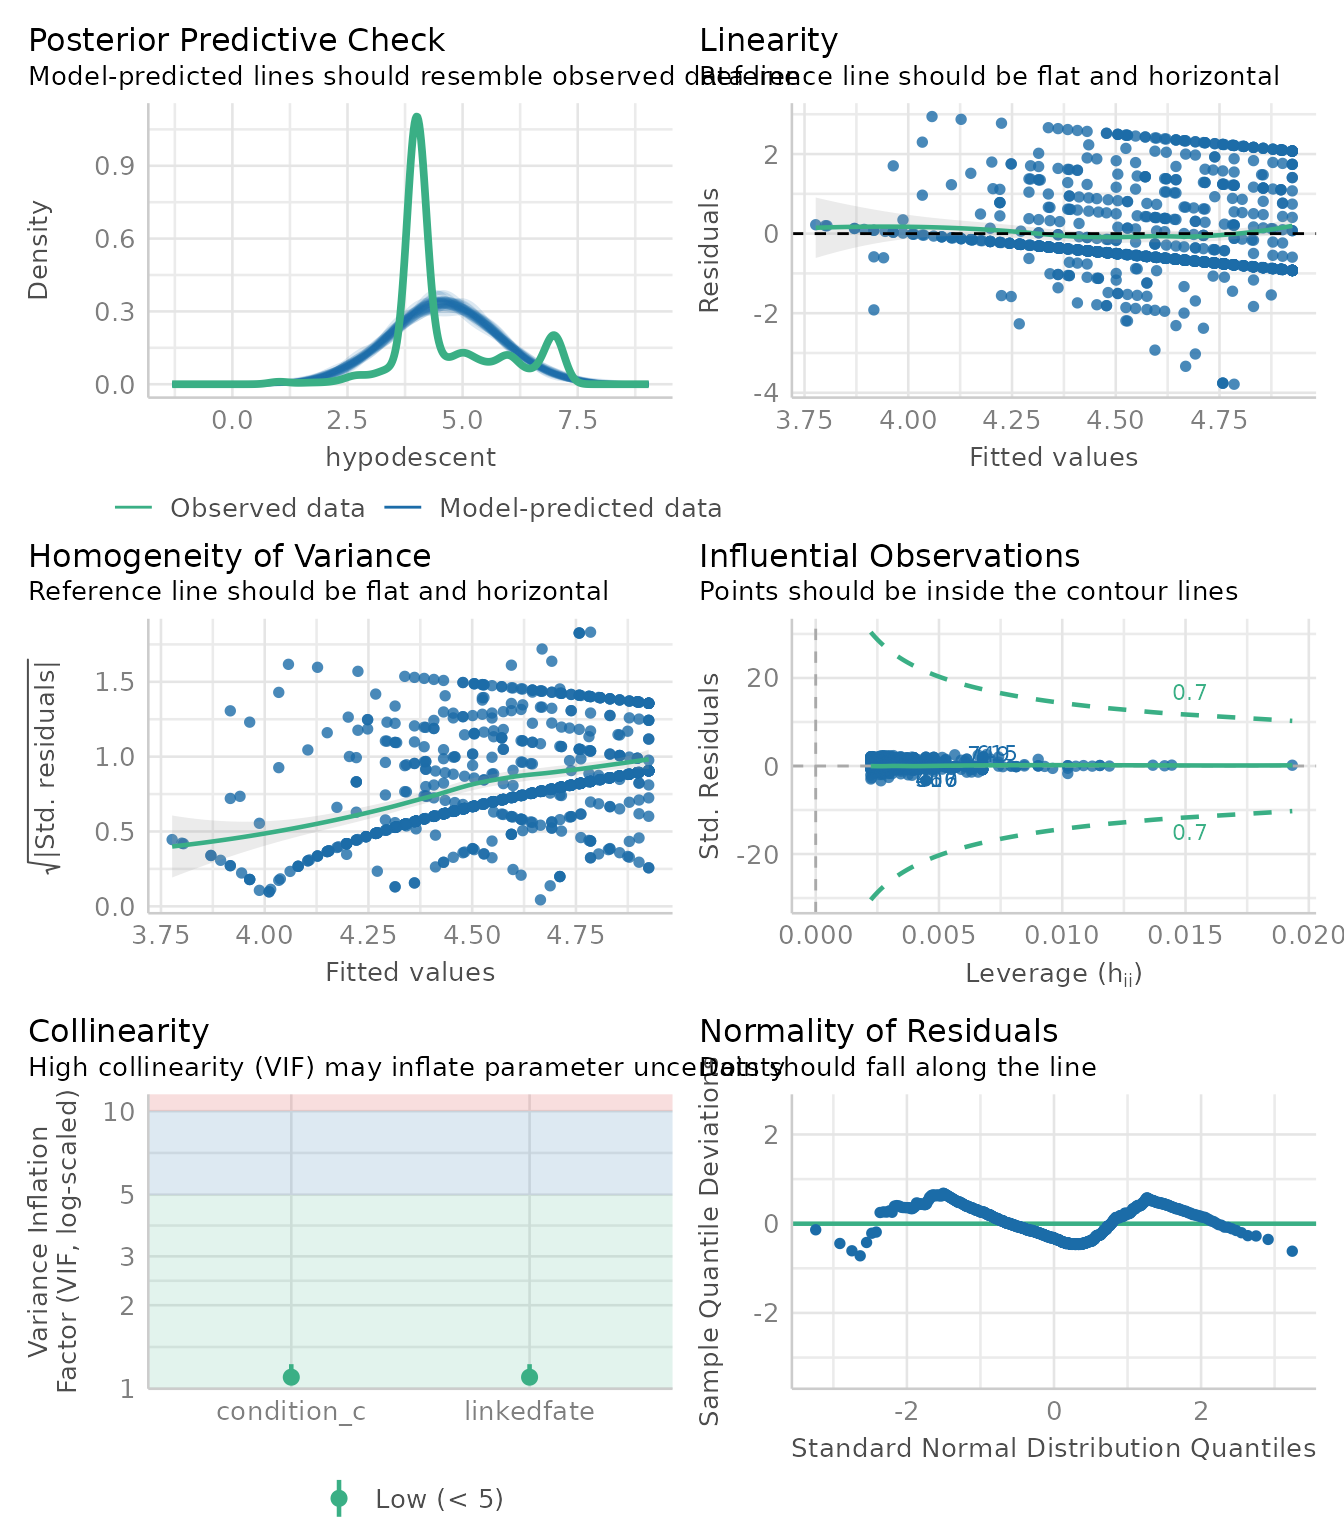 Posterior Predictive Check
Model-predicted lines should resemble observed data line
Density
0.9
0.6
0.3
0.0
0.0 2.5 5.0 7.5
hypodescent
Observed data Model-predicted data
Linearity
Reference line should be flat and horizontal
Residuals
2
0
-2
-4
3.75 4.00 4.25 4.50 4.75
Fitted values
Homogeneity of Variance
Reference line should be flat and horizontal
√|Std. residuals|
1.5
1.0
0.5
0.0
3.75 4.00 4.25 4.50 4.75
Fitted values
Influential Observations
Points should be inside the contour lines
Std. Residuals
20
0
-20
0.7
0.7
0.000 0.005 0.010 0.015 0.020
Leverage (hii)
Collinearity
High collinearity (VIF) may inflate parameter uncertainty
Variance Inflation
Factor (VIF, log-scaled)
10
5
3
2
1
condition_c linkedfate
Low (< 5)
Normality of Residuals
Dots should fall along the line
Sample Quantile Deviations
2
0
-2
-2 0 2
Standard Normal Distribution Quantiles